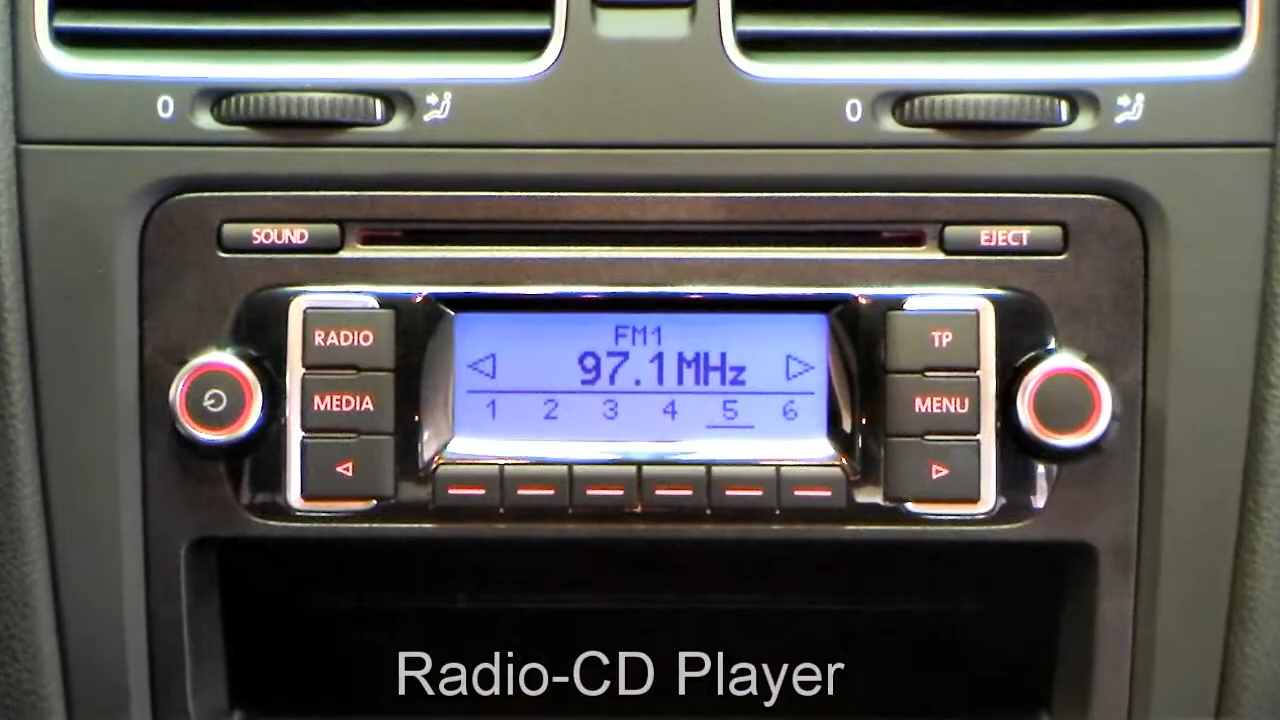 0 0
SOUND EJECT
RADIO FM1 TP
97.1 MHz
MEDIA 1 2 3 4 5 6 MENU
Radio-CD Player